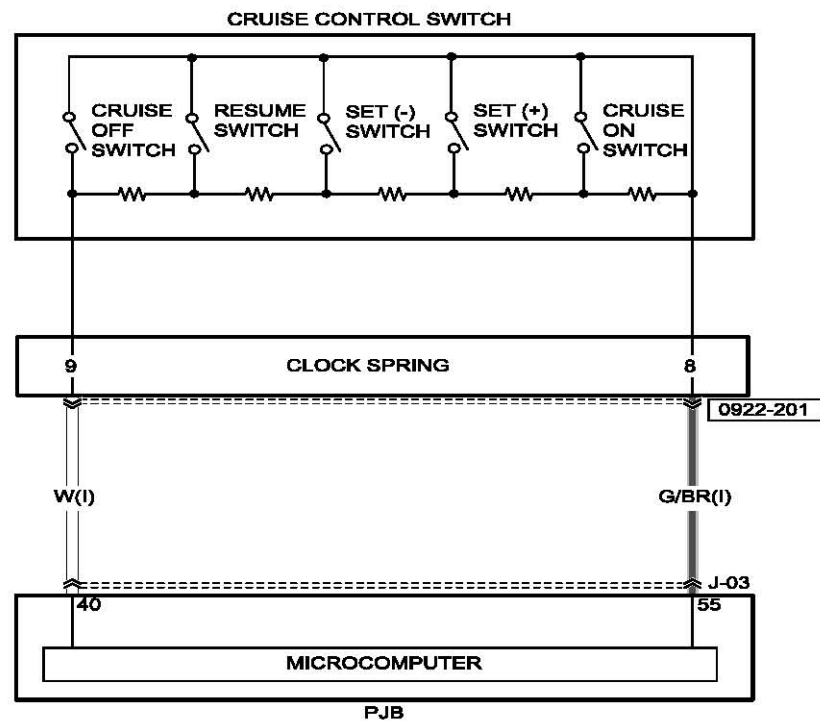 CRUISE CONTROL SWITCH
CRUISE OFF SWITCH
RESUME SWITCH
SET (-) SWITCH
SET (+) SWITCH
CRUISE ON SWITCH
9 CLOCK SPRING 8
0922-201
W(I) G/BR(I)
J-03
40 55
MICROCOMPUTER
PJB